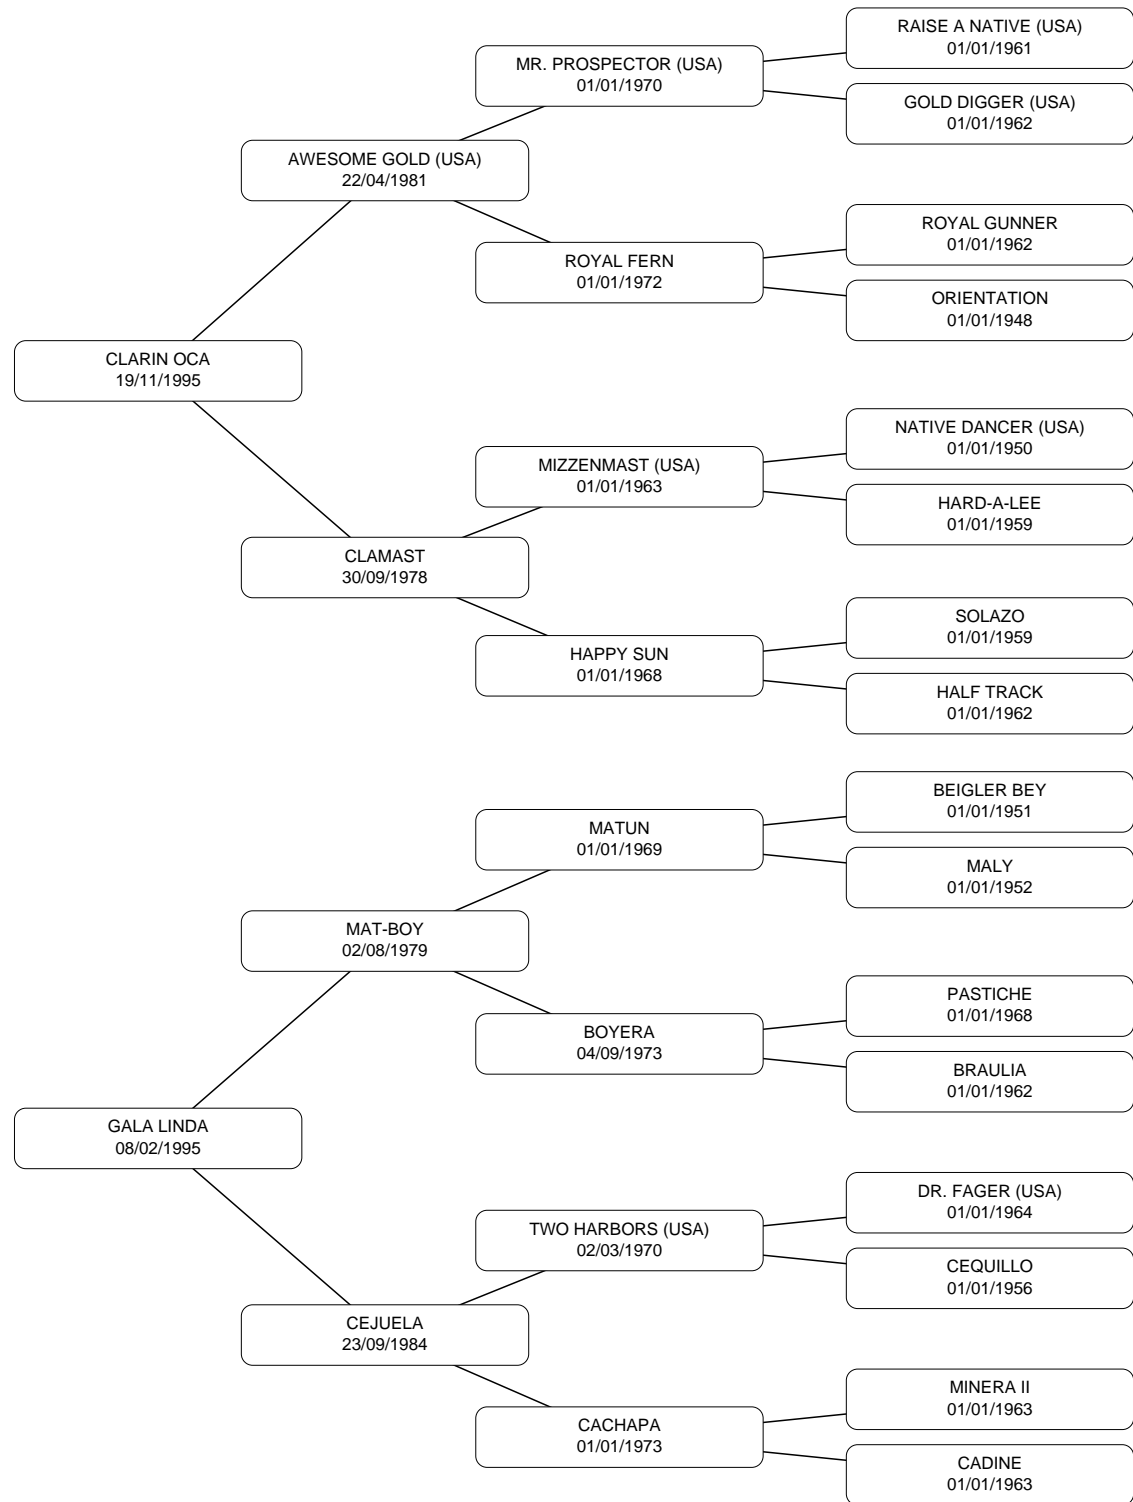 RAISE A NATIVE (USA)
01/01/1961
MR. PROSPECTOR (USA)
01/01/1970
GOLD DIGGER (USA)
01/01/1962
AWESOME GOLD (USA)
22/04/1981
ROYAL GUNNER
01/01/1962
ROYAL FERN
01/01/1972
ORIENTATION
01/01/1948
CLARIN OCA
19/11/1995
NATIVE DANCER (USA)
01/01/1950
MIZZENMAST (USA)
01/01/1963
HARD-A-LEE
01/01/1959
CLAMAST
30/09/1978
SOLAZO
01/01/1959
HAPPY SUN
01/01/1968
HALF TRACK
01/01/1962
BEIGLER BEY
01/01/1951
MATUN
01/01/1969
MALY
01/01/1952
MAT-BOY
02/08/1979
PASTICHE
01/01/1968
BOYERA
04/09/1973
BRAULIA
01/01/1962
GALA LINDA
08/02/1995
DR. FAGER (USA)
01/01/1964
TWO HARBORS (USA)
02/03/1970
CEQUILLO
01/01/1956
CEJUELA
23/09/1984
MINERA II
01/01/1963
CACHAPA
01/01/1973
CADINE
01/01/1963